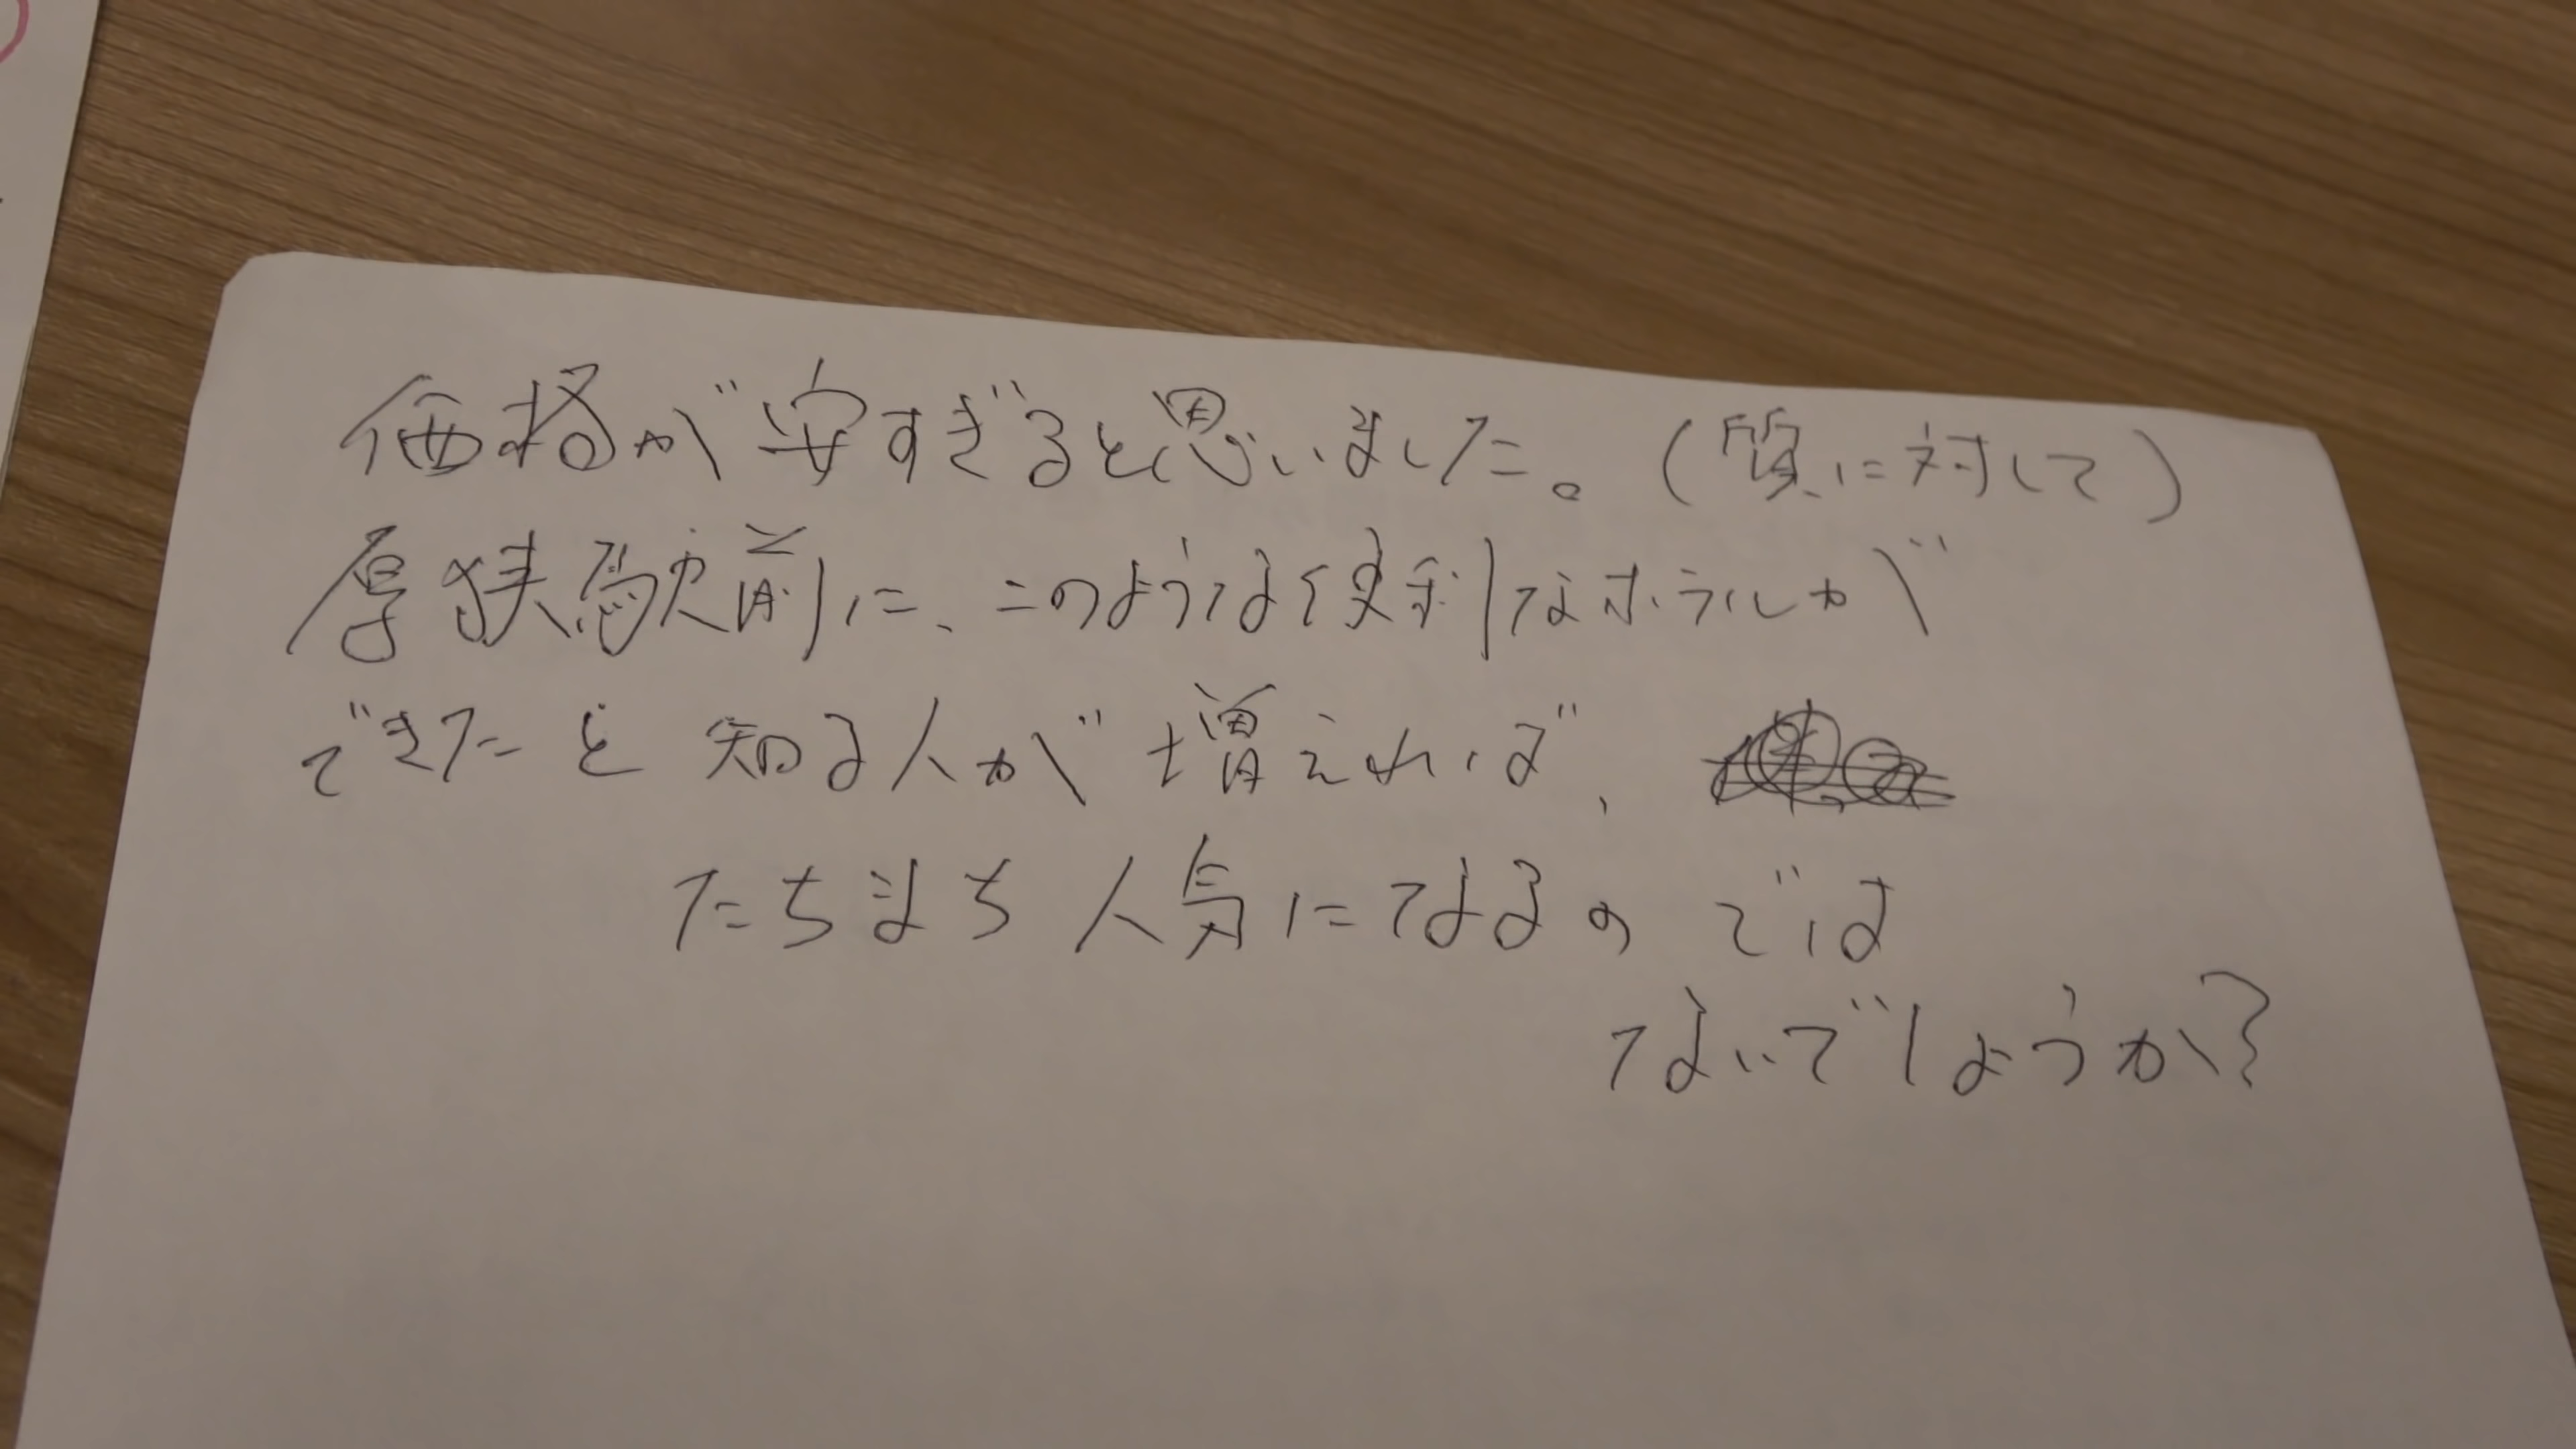 価格が安すぎると思いました。(質に対して)
厚狭駅前に、このような便利なホテルが
できたと知る人が増えれば、
たちまち人気になるのでは
ないでしょうか?